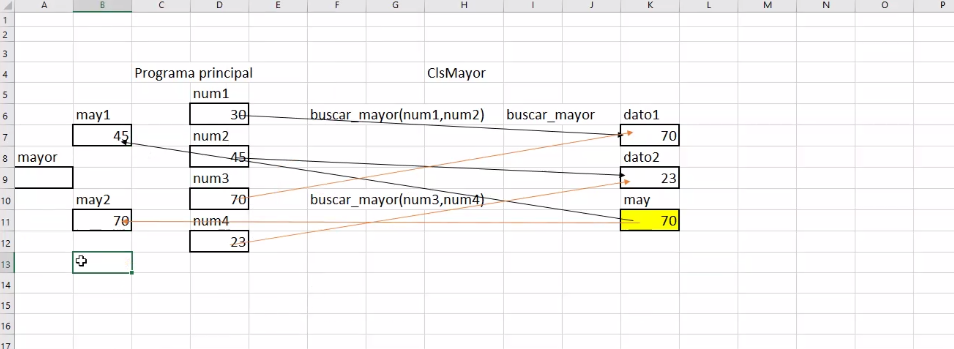 A B C D E F G H I J K L M N O P
1
2
3
4 Programa principal ClsMayor
5 num1
6 may1 30 buscar_mayor(num1,num2) buscar_mayor dato1
7 45 num2 70
8 mayor 45 dato2
9 num3 23
10 may2 70 buscar_mayor(num3,num4) may
11 70 num4 70
12 23
13
14
15
16
17